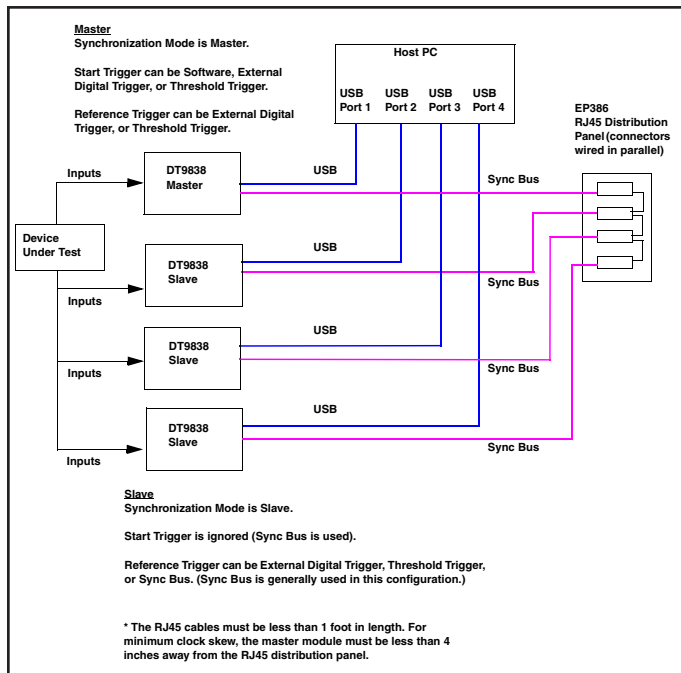 Master
Synchronization Mode is Master.
Start Trigger can be Software, External
Digital Trigger, or Threshold Trigger.
Reference Trigger can be External Digital
Trigger, or Threshold Trigger.
Host PC
USB
Port 1
USB
Port 2
USB
Port 3
USB
Port 4
EP386
RJ45 Distribution
Panel (connectors
wired in parallel)
Inputs
DT9838
Master
USB
Sync Bus
Device
Under Test
DT9838
Slave
USB
Sync Bus
Inputs
DT9838
Slave
USB
Sync Bus
Inputs
DT9838
Slave
USB
Sync Bus
Inputs
Slave
Synchronization Mode is Slave.
Start Trigger is ignored (Sync Bus is used).
Reference Trigger can be External Digital Trigger, Threshold Trigger,
or Sync Bus. (Sync Bus is generally used in this configuration.)
* The RJ45 cables must be less than 1 foot in length. For
minimum clock skew, the master module must be less than 4
inches away from the RJ45 distribution panel.